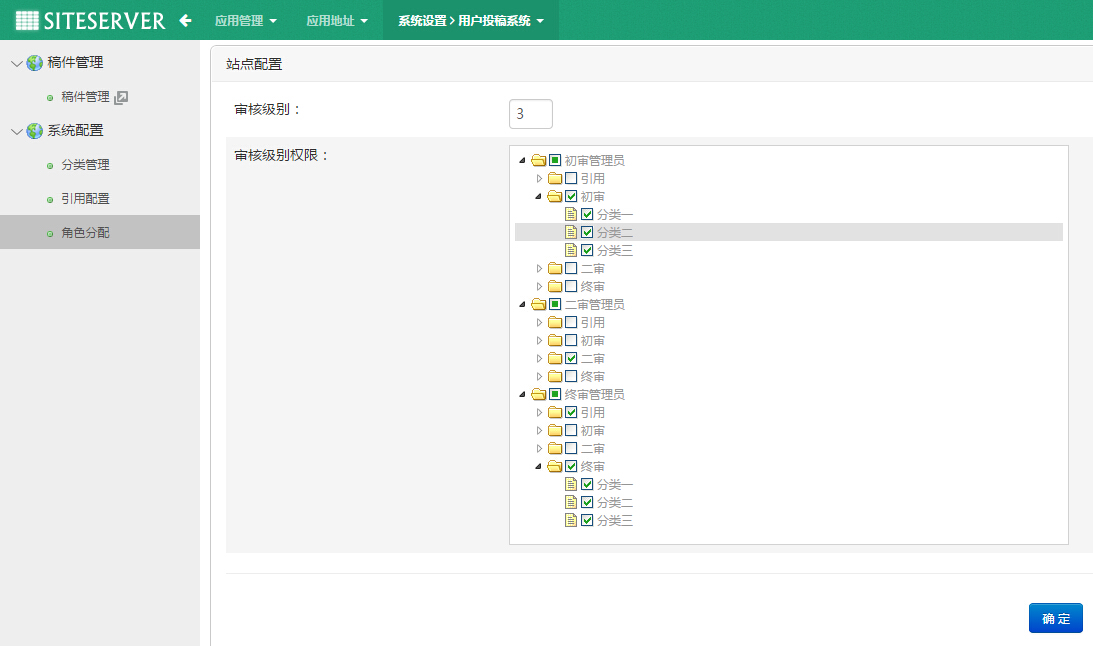 SITESERVER 应用管理 应用地址 系统设置 > 用户投稿系统
稿件管理
稿件管理
系统配置
分类管理
引用配置
角色分配
站点配置
审核级别：
3
审核级别权限：
初审管理员
引用
初审
分类一
分类二
分类三
二审
终审
二审管理员
引用
初审
二审
终审
终审管理员
引用
初审
二审
终审
分类一
分类二
分类三
确定